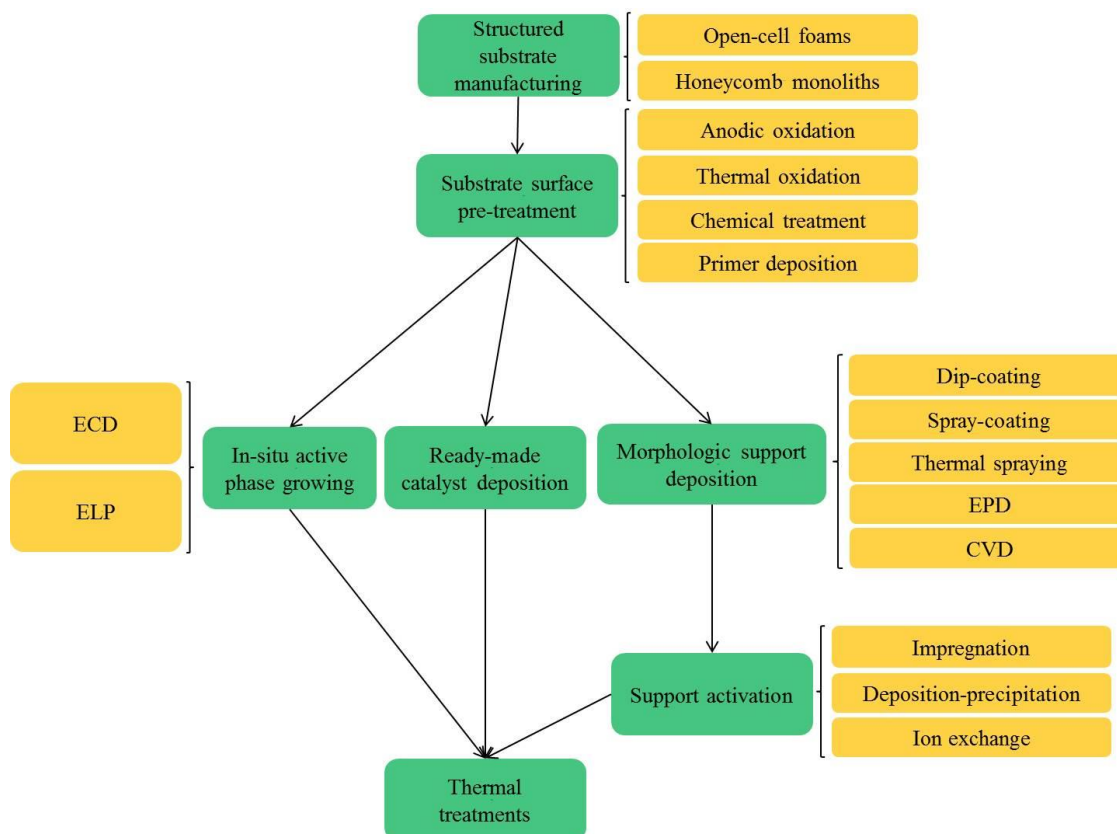 Structured
substrate
manufacturing
Open-cell foams
Honeycomb monoliths
Substrate surface
pre-treatment
Anodic oxidation
Thermal oxidation
Chemical treatment
Primer deposition
ECD
ELP
In-situ active
phase growing
Ready-made
catalyst deposition
Morphologic support
deposition
Dip-coating
Spray-coating
Thermal spraying
EPD
CVD
Support activation
Impregnation
Deposition-precipitation
Ion exchange
Thermal
treatments